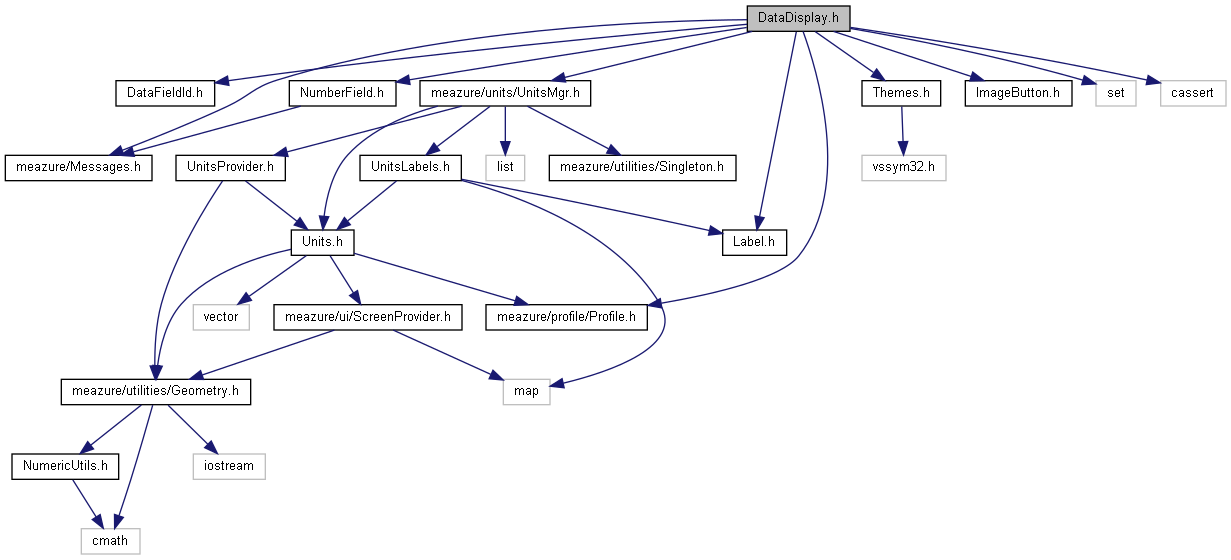 DataDisplay.h
DataFieldId.h
NumberField.h
meazure/units/UnitsMgr.h
Themes.h
ImageButton.h
set
cassert
meazure/Messages.h
UnitsProvider.h
UnitsLabels.h
list
meazure/utilities/Singleton.h
vssym32.h
Units.h
Label.h
vector
meazure/ui/ScreenProvider.h
meazure/profile/Profile.h
meazure/utilities/Geometry.h
map
NumericUtils.h
iostream
cmath